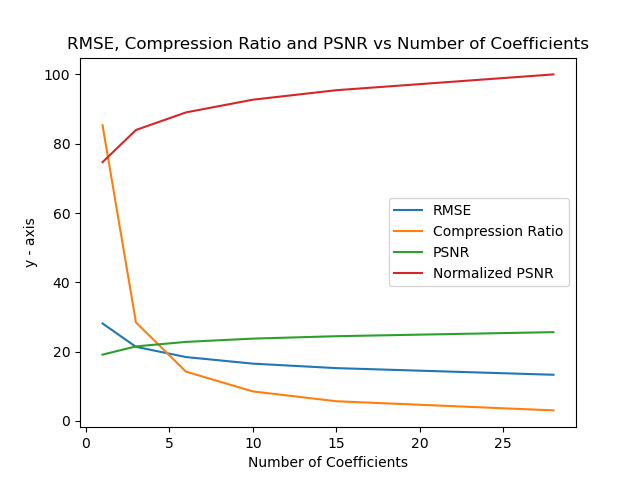 RMSE, Compression Ratio and PSNR vs Number of Coefficients
100
80
60
40
20
0
y - axis
RMSE
Compression Ratio
PSNR
Normalized PSNR
0 5 10 15 20 25
Number of Coefficients